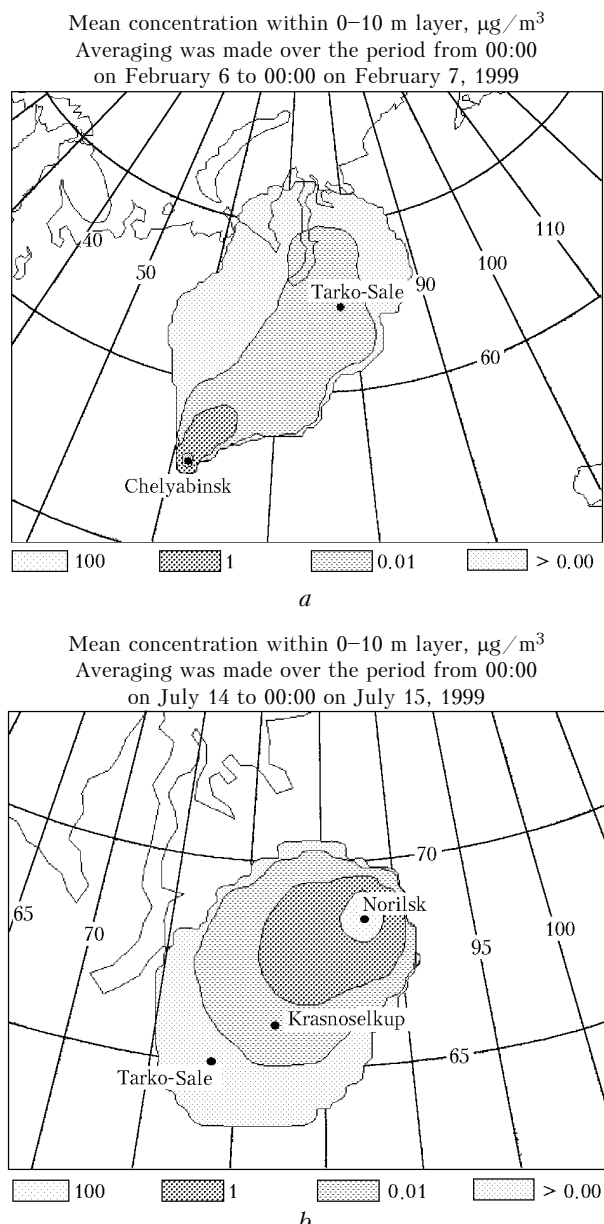 Mean concentration within 0–10 m layer, μg/m³
Averaging was made over the period from 00:00
on February 6 to 00:00 on February 7, 1999
40
50
110
100
90
Tarko-Sale
60
Chelyabinsk
100 1 0.01 > 0.00
a
Mean concentration within 0–10 m layer, μg/m³
Averaging was made over the period from 00:00
on July 14 to 00:00 on July 15, 1999
70
Norilsk
65
70
95
100
Krasnoselkup
65
Tarko-Sale
100 1 0.01 > 0.00
b